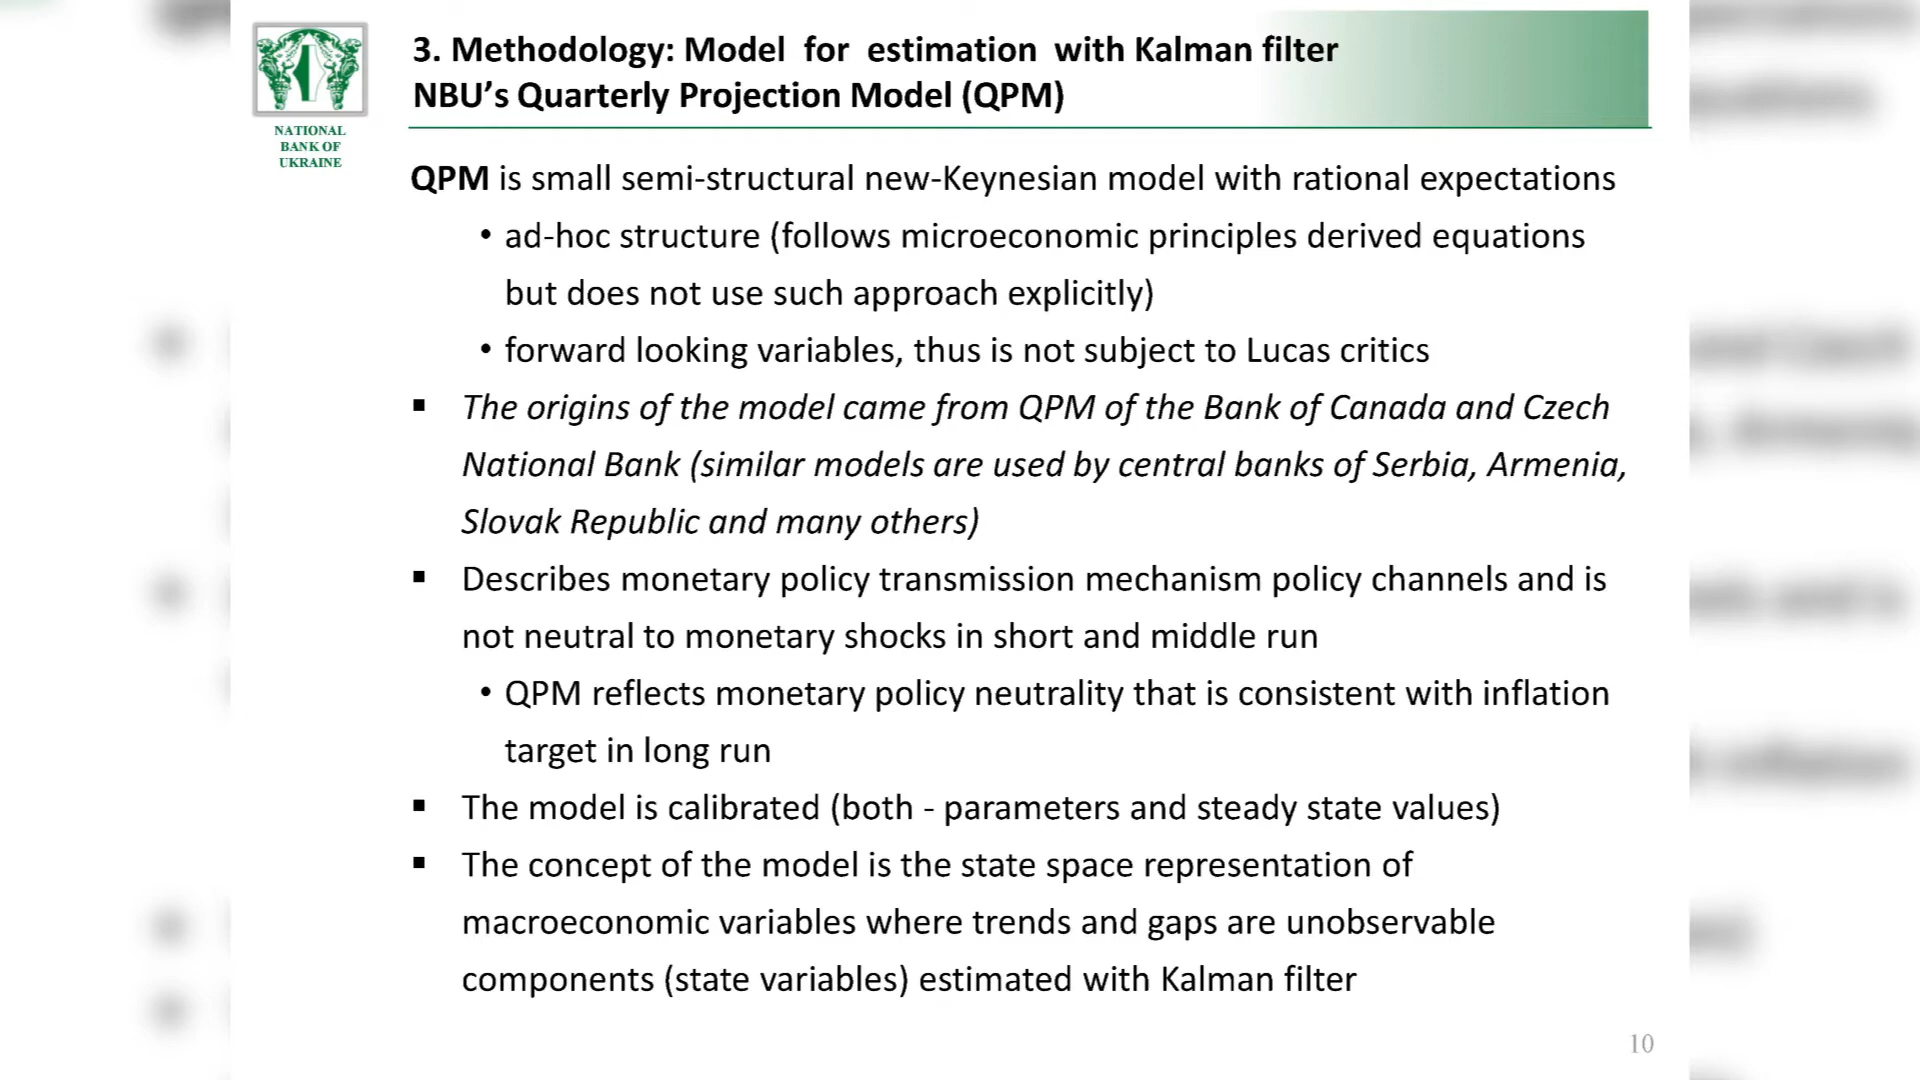 3. Methodology: Model for estimation with Kalman filter
NBU's Quarterly Projection Model (QPM)
NATIONAL
BANK OF
UKRAINE
QPM is small semi-structural new-Keynesian model with rational expectations
• ad-hoc structure (follows microeconomic principles derived equations
but does not use such approach explicitly)
• forward looking variables, thus is not subject to Lucas critics
▪ The origins of the model came from QPM of the Bank of Canada and Czech
National Bank (similar models are used by central banks of Serbia, Armenia,
Slovak Republic and many others)
▪ Describes monetary policy transmission mechanism policy channels and is
not neutral to monetary shocks in short and middle run
• QPM reflects monetary policy neutrality that is consistent with inflation
target in long run
▪ The model is calibrated (both - parameters and steady state values)
▪ The concept of the model is the state space representation of
macroeconomic variables where trends and gaps are unobservable
components (state variables) estimated with Kalman filter
10